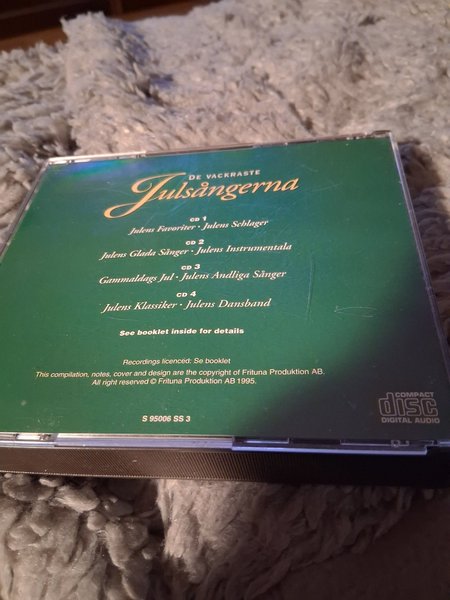 DE VACKRASTE
Julsångerna
CD 1
Julens Favoriter · Julens Schlager
CD 2
Julens Glada Sånger · Julens Instrumentala
CD 3
Gammaldags Jul · Julens Andliga Sånger
CD 4
Julens Klassiker · Julens Dansband
See booklet inside for details
Recordings licenced: Se booklet
This compilation, notes, cover and design are the copyright of Frituna Produktion AB.
All right reserved © Frituna Produktion AB 1995.
S 95006 SS 3
COMPACT
disc
DIGITAL AUDIO